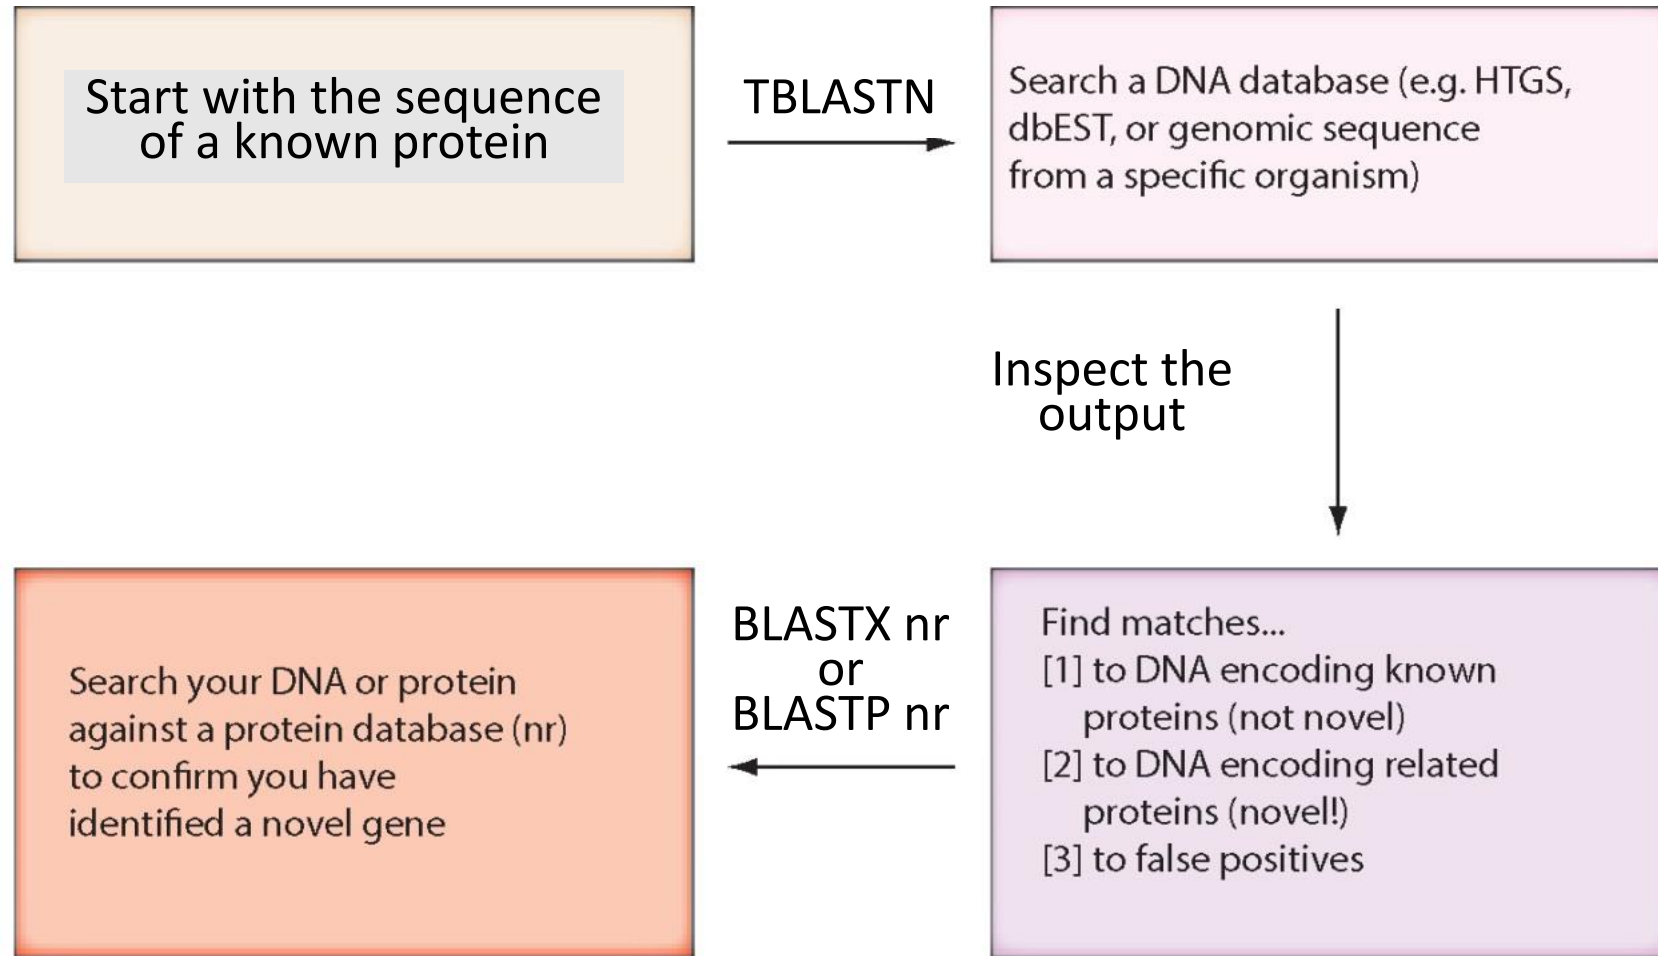 Start with the sequence
of a known protein
TBLASTN
Search a DNA database (e.g. HTGS,
dbEST, or genomic sequence
from a specific organism)
Inspect the
output
Find matches...
[1] to DNA encoding known
proteins (not novel)
[2] to DNA encoding related
proteins (novel!)
[3] to false positives
BLASTX nr
or
BLASTP nr
Search your DNA or protein
against a protein database (nr)
to confirm you have
identified a novel gene